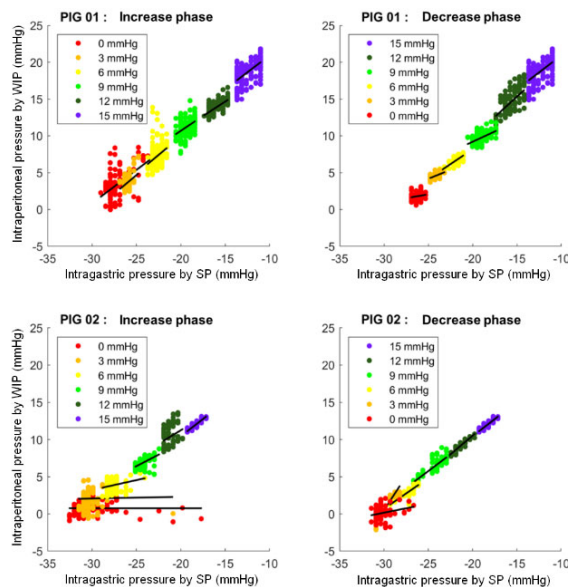 PIG 01 : Increase phase
Intraperitoneal pressure by WIP (mmHg)
25
20
15
10
5
0
-5
0 mmHg
3 mmHg
6 mmHg
9 mmHg
12 mmHg
15 mmHg
-35 -30 -25 -20 -15 -10
Intragastric pressure by SP (mmHg)
PIG 01 : Decrease phase
25
20
15
10
5
0
-5
15 mmHg
12 mmHg
9 mmHg
6 mmHg
3 mmHg
0 mmHg
-35 -30 -25 -20 -15 -10
Intragastric pressure by SP (mmHg)
PIG 02 : Increase phase
Intraperitoneal pressure by WIP (mmHg)
25
20
15
10
5
0
-5
0 mmHg
3 mmHg
6 mmHg
9 mmHg
12 mmHg
15 mmHg
-35 -30 -25 -20 -15 -10
Intragastric pressure by SP (mmHg)
PIG 02 : Decrease phase
25
20
15
10
5
0
-5
15 mmHg
12 mmHg
9 mmHg
6 mmHg
3 mmHg
0 mmHg
-35 -30 -25 -20 -15 -10
Intragastric pressure by SP (mmHg)